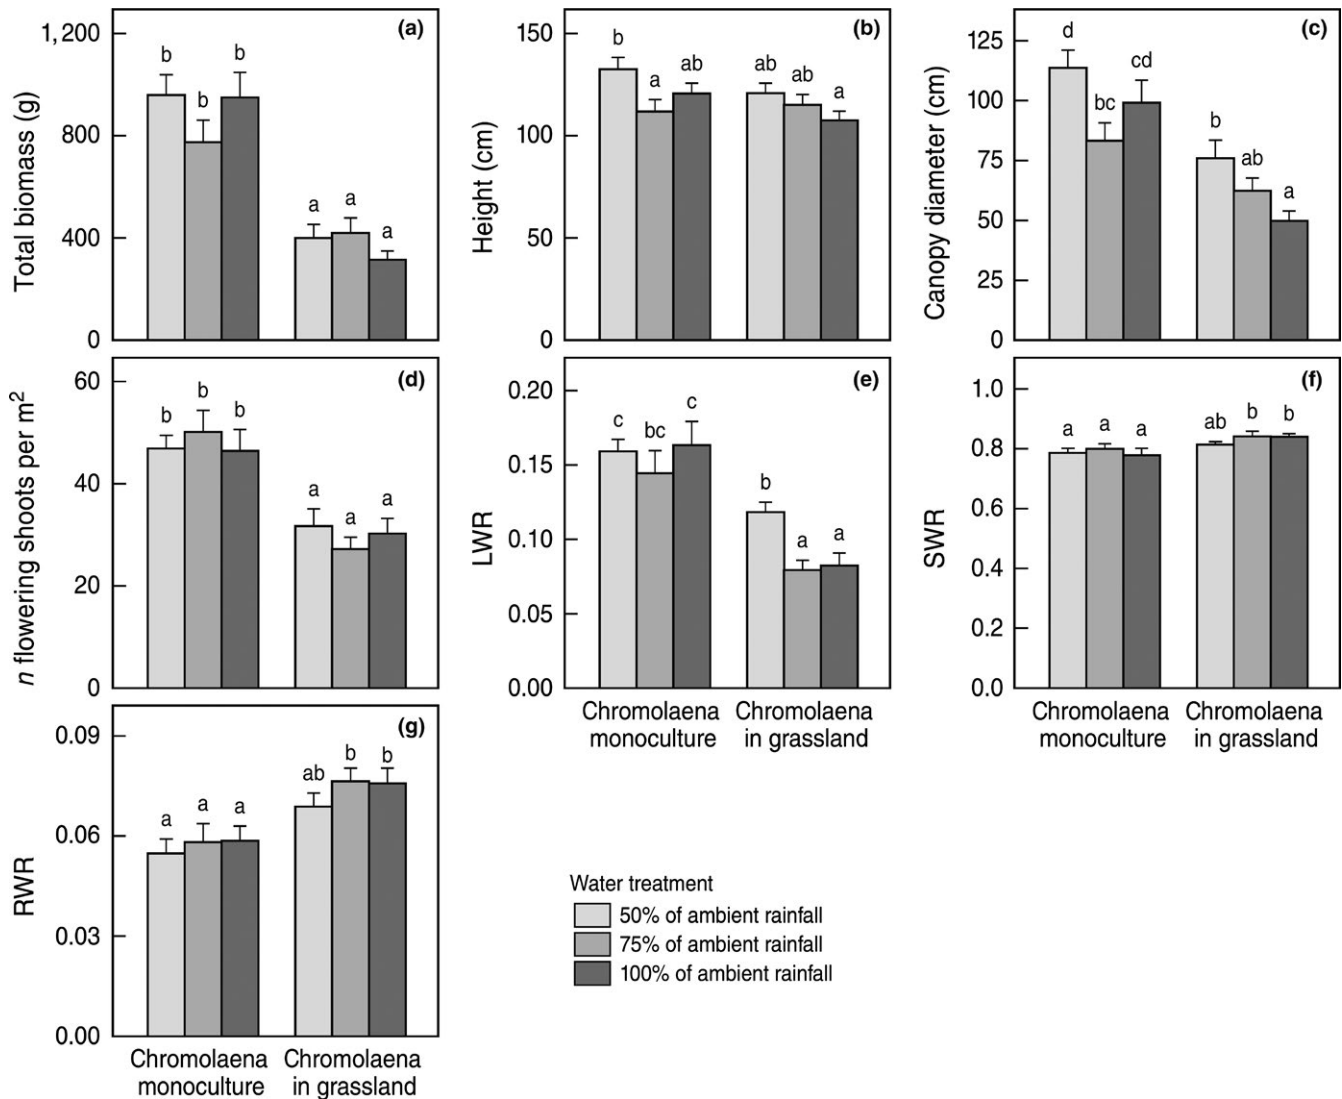 (a)
Total biomass (g)
1,200
800
400
0
b
b
b
a
a
a
(b)
Height (cm)
150
100
50
0
b
a
ab
ab
ab
a
(c)
Canopy diameter (cm)
125
100
75
50
25
0
d
bc
cd
b
ab
a
(d)
n flowering shoots per m²
60
40
20
0
b
b
b
a
a
a
(e)
LWR
0.20
0.15
0.10
0.05
0.00
c
bc
c
b
a
a
Chromolaena
monoculture
Chromolaena
in grassland
(f)
SWR
1.0
0.8
0.6
0.4
0.2
0.0
a
a
a
ab
b
b
Chromolaena
monoculture
Chromolaena
in grassland
(g)
RWR
0.09
0.06
0.03
0.00
a
a
a
ab
b
b
Chromolaena
monoculture
Chromolaena
in grassland
Water treatment
50% of ambient rainfall
75% of ambient rainfall
100% of ambient rainfall